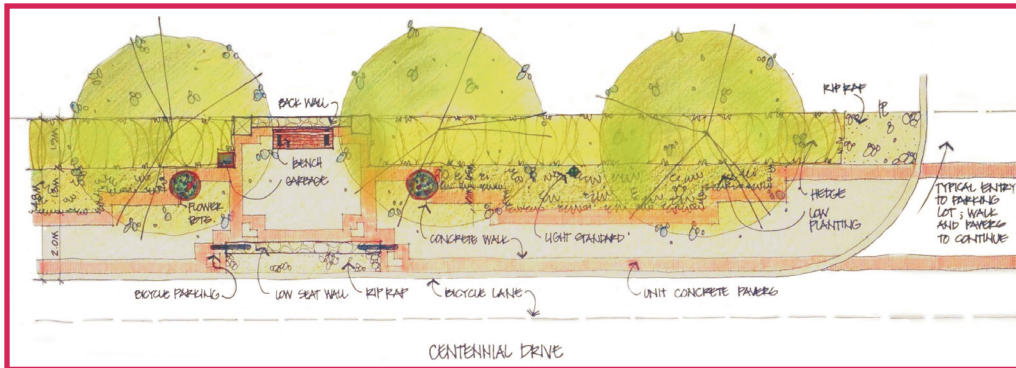 BACK WALL
RIP RAP
BENCH
GARBAGE
FLOWER
POTS.
CONCRETE WALK
LIGHT STANDARD
HEDGE
LOW
PLANTING
TYPICAL ENTRY
TO PARKING
LOT; WALK
AND PAVERS
TO CONTINUE
BICYCLE PARKING
LOW SEAT WALL
RIP RAP
BICYCLE LANE
UNIT CONCRETE PAVERS
CENTENNIAL DRIVE